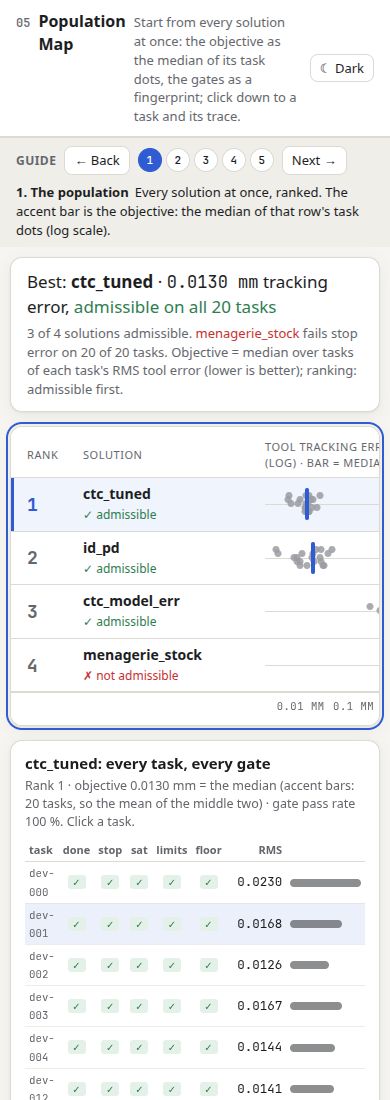 05 Population Map
Start from every solution at once: the objective as the median of its task dots, the gates as a fingerprint; click down to a task and its trace.
☾ Dark
GUIDE ← Back 1 2 3 4 5 Next →
1. The population Every solution at once, ranked. The
accent bar is the objective: the median of that row's task
dots (log scale).
Best: ctc_tuned · 0.0130 mm tracking
error, admissible on all 20 tasks
3 of 4 solutions admissible. menagerie_stock fails stop
error on 20 of 20 tasks. Objective = median over tasks
of each task's RMS tool error (lower is better); ranking:
admissible first.
RANK SOLUTION TOOL TRACKING ERR
(LOG) · BAR = MEDIA
1 ctc_tuned
✓ admissible
2 id_pd
✓ admissible
3 ctc_model_err
✓ admissible
4 menagerie_stock
✗ not admissible
0.01 MM 0.1 MM
ctc_tuned: every task, every gate
Rank 1 · objective 0.0130 mm = the median (accent bars:
20 tasks, so the mean of the middle two) · gate pass rate
100 %. Click a task.
task done stop sat limits floor RMS
dev-000 ✓ ✓ ✓ ✓ ✓ 0.0230
dev-001 ✓ ✓ ✓ ✓ ✓ 0.0168
dev-002 ✓ ✓ ✓ ✓ ✓ 0.0126
dev-003 ✓ ✓ ✓ ✓ ✓ 0.0167
dev-004 ✓ ✓ ✓ ✓ ✓ 0.0144
dev-012 ✓ ✓ ✓ ✓ ✓ 0.0141